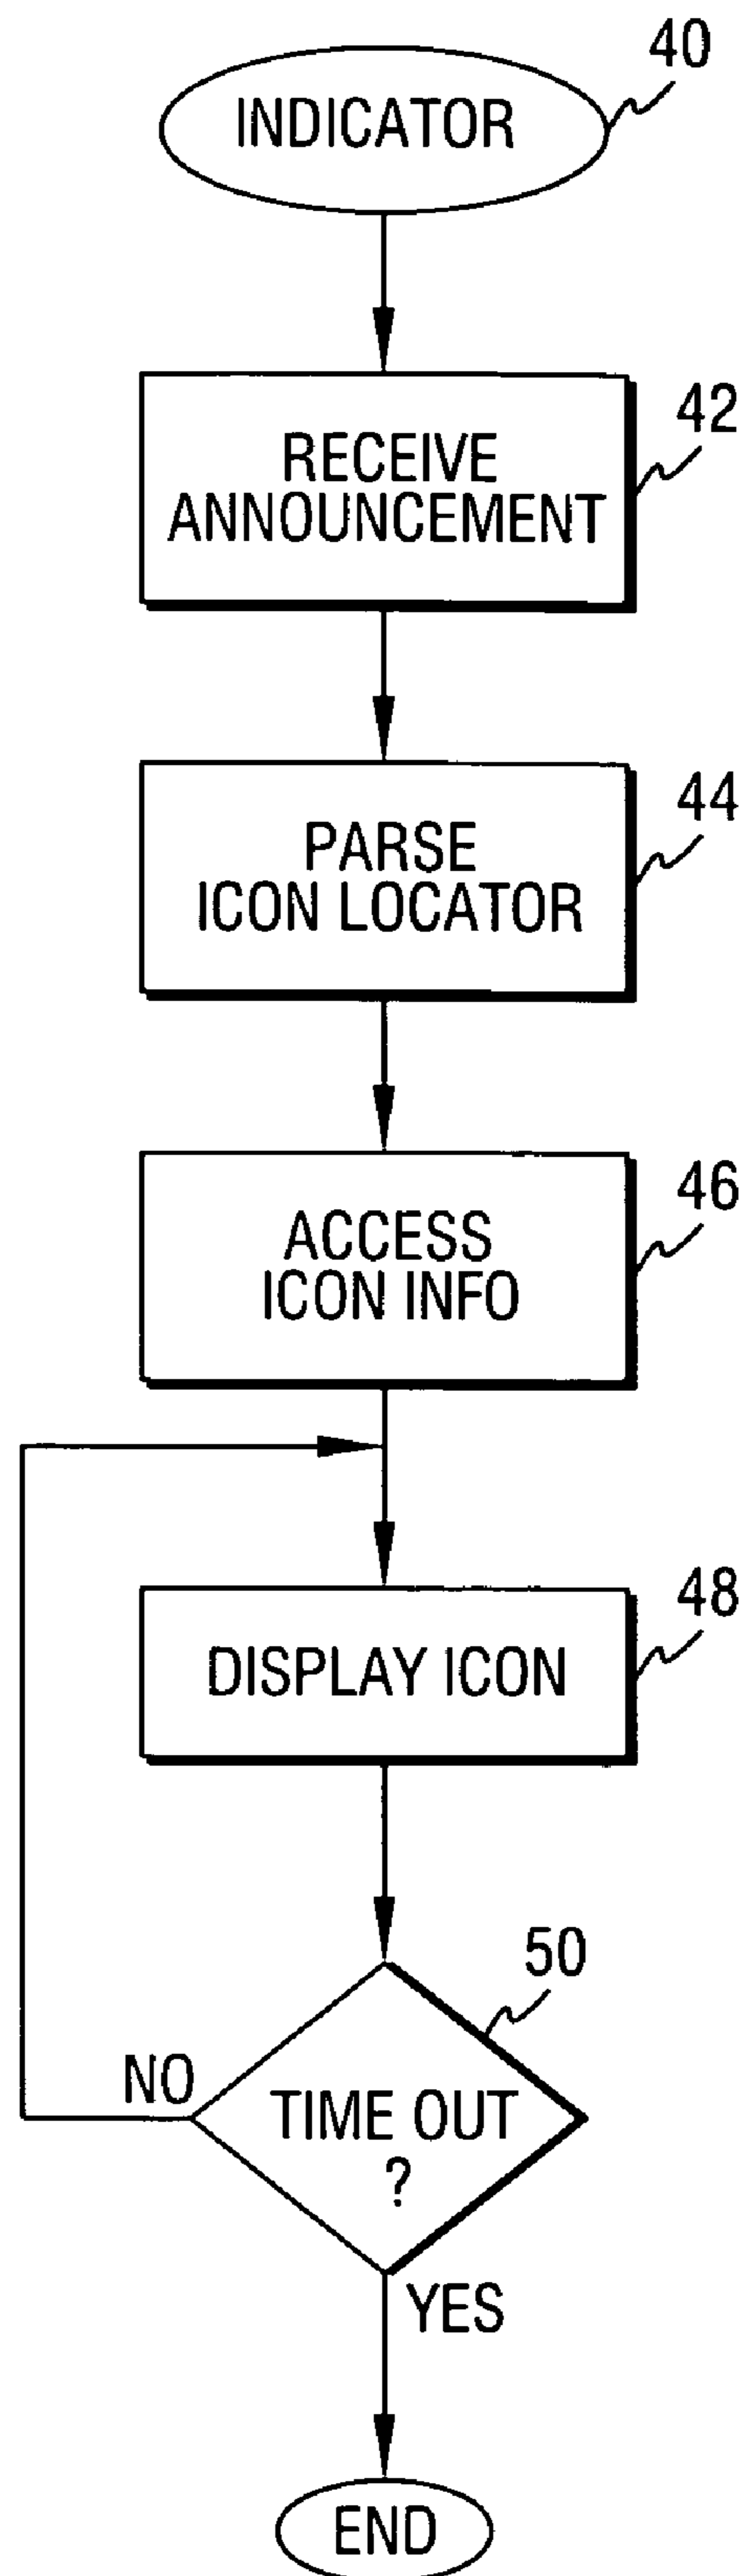 40
INDICATOR
42
RECEIVE
ANNOUNCEMENT
44
PARSE
ICON LOCATOR
46
ACCESS
ICON INFO
48
DISPLAY ICON
50
NO
TIME OUT
?
YES
END